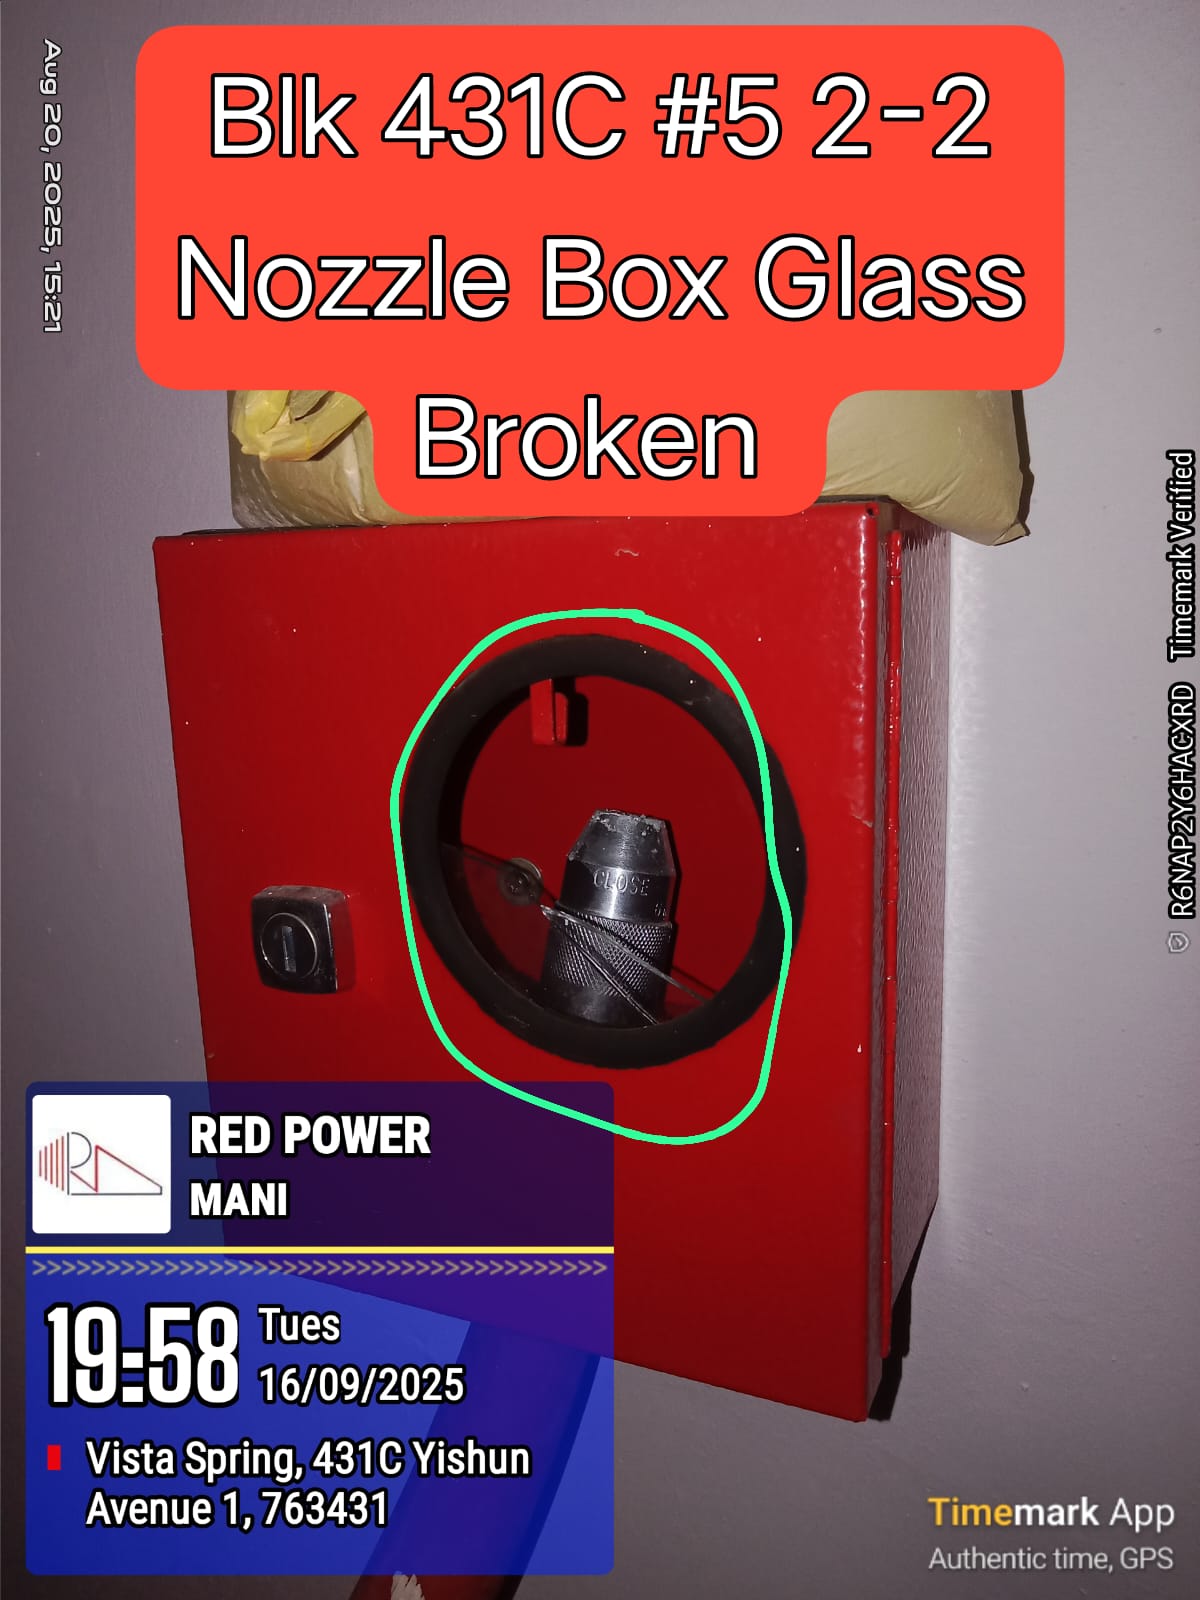 Aug 20, 2025, 15:21
Blk 431C #5 2-2
Nozzle Box Glass
Broken
CLOSE
RED POWER
MANI
>>>>>>>>>>>>>>>>>>>>>>>>>>>>>>>>>>>>>>>
19:58
Tues
16/09/2025
Vista Spring, 431C Yishun
Avenue 1, 763431
R6NAP2Y6HACXRD Timemark Verified
Timemark App
Authentic time, GPS